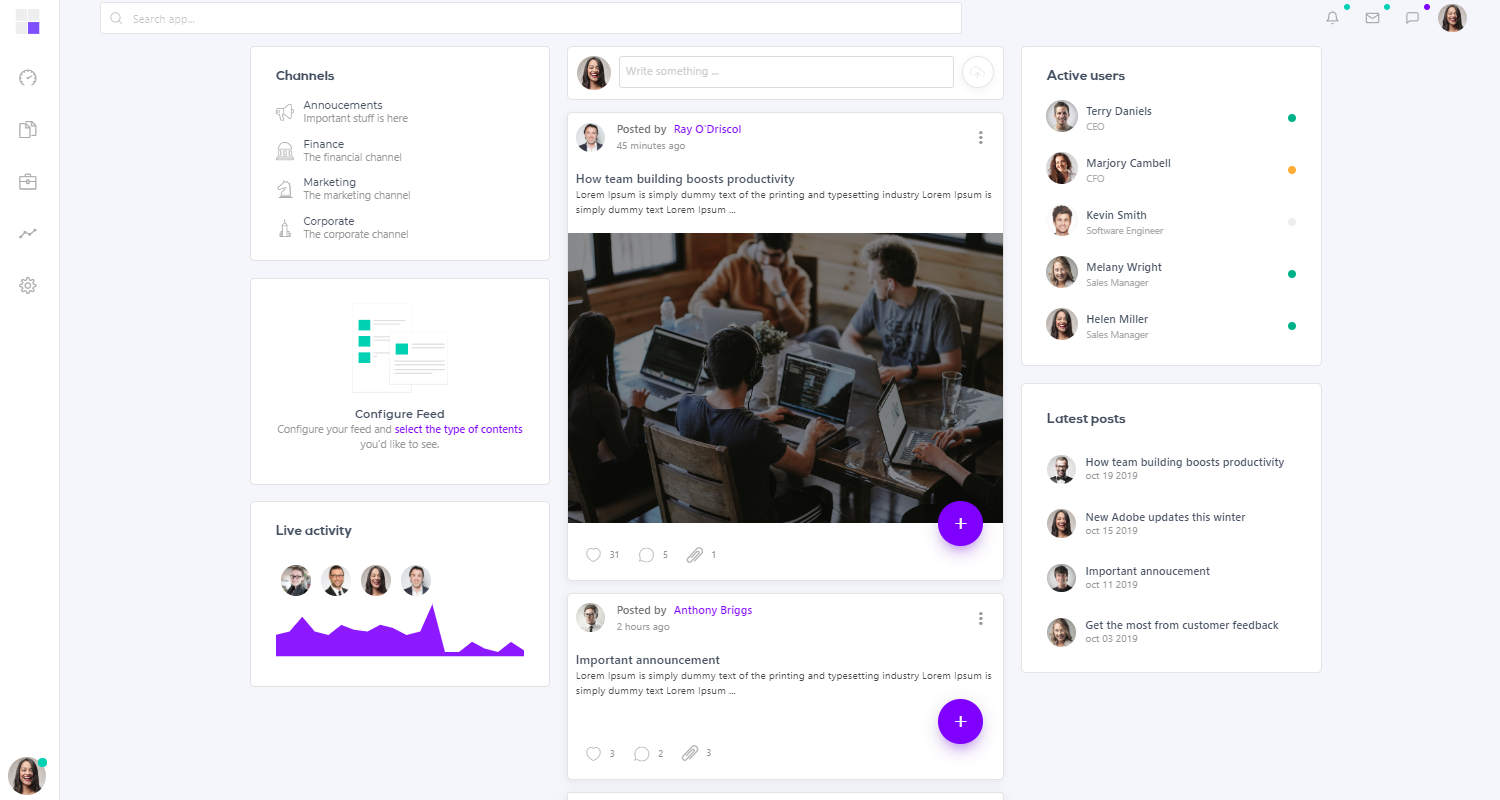 Search app...
Channels
Annoucements
Important stuff is here
Finance
The financial channel
Marketing
The marketing channel
Corporate
The corporate channel
Configure Feed
Configure your feed and select the type of contents
you'd like to see.
Live activity
Write something ...
Posted by Ray O'Driscol
45 minutes ago
How team building boosts productivity
Lorem Ipsum is simply dummy text of the printing and typesetting industry Lorem Ipsum is
simply dummy text Lorem Ipsum ...
+
31 5 1
Posted by Anthony Briggs
2 hours ago
Important announcement
Lorem Ipsum is simply dummy text of the printing and typesetting industry Lorem Ipsum is
simply dummy text Lorem Ipsum ...
+
3 2 3
Active users
Terry Daniels
CEO
Marjory Cambell
CFO
Kevin Smith
Software Engineer
Melany Wright
Sales Manager
Helen Miller
Sales Manager
Latest posts
How team building boosts productivity
oct 19 2019
New Adobe updates this winter
oct 15 2019
Important annoucement
oct 11 2019
Get the most from customer feedback
oct 03 2019